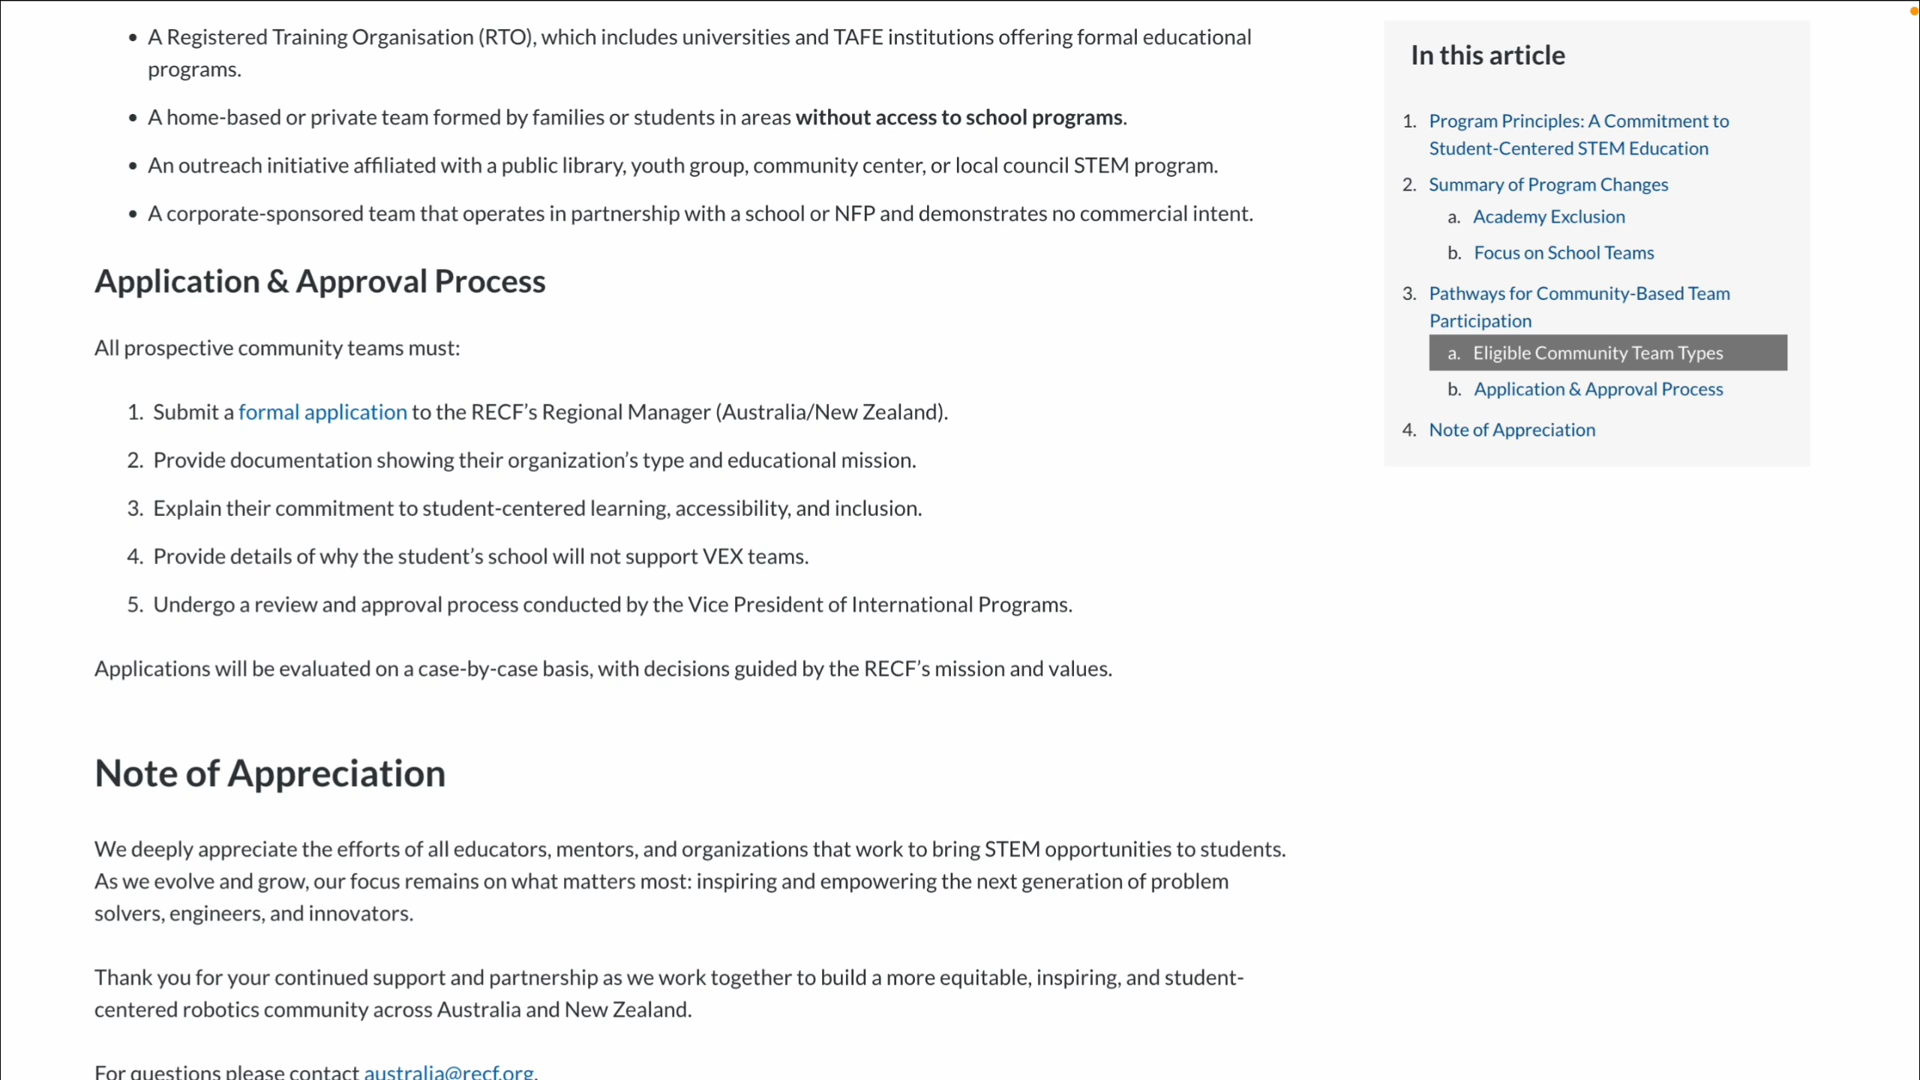 • A Registered Training Organisation (RTO), which includes universities and TAFE institutions offering formal educational
programs.
• A home-based or private team formed by families or students in areas without access to school programs.
• An outreach initiative affiliated with a public library, youth group, community center, or local council STEM program.
• A corporate-sponsored team that operates in partnership with a school or NFP and demonstrates no commercial intent.
Application & Approval Process
All prospective community teams must:
1. Submit a formal application to the RECF’s Regional Manager (Australia/New Zealand).
2. Provide documentation showing their organization’s type and educational mission.
3. Explain their commitment to student-centered learning, accessibility, and inclusion.
4. Provide details of why the student’s school will not support VEX teams.
5. Undergo a review and approval process conducted by the Vice President of International Programs.
Applications will be evaluated on a case-by-case basis, with decisions guided by the RECF’s mission and values.
Note of Appreciation
We deeply appreciate the efforts of all educators, mentors, and organizations that work to bring STEM opportunities to students.
As we evolve and grow, our focus remains on what matters most: inspiring and empowering the next generation of problem
solvers, engineers, and innovators.
Thank you for your continued support and partnership as we work together to build a more equitable, inspiring, and student-
centered robotics community across Australia and New Zealand.
For questions please contact australia@recf.org.
In this article
1. Program Principles: A Commitment to
Student-Centered STEM Education
2. Summary of Program Changes
a. Academy Exclusion
b. Focus on School Teams
3. Pathways for Community-Based Team
Participation
a. Eligible Community Team Types
b. Application & Approval Process
4. Note of Appreciation